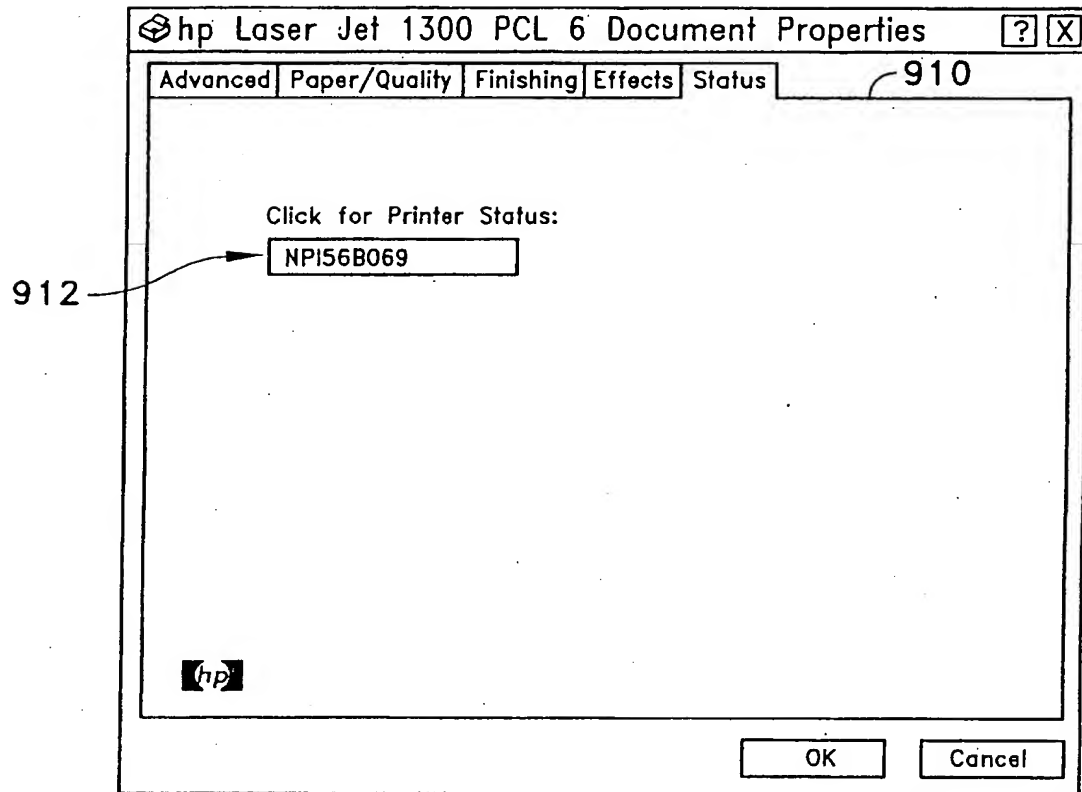 hp Laser Jet 1300 PCL 6 Document Properties ? X
Advanced Paper/Quality Finishing Effects Status 910
Click for Printer Status:
NPI56B069
912
hp
OK Cancel